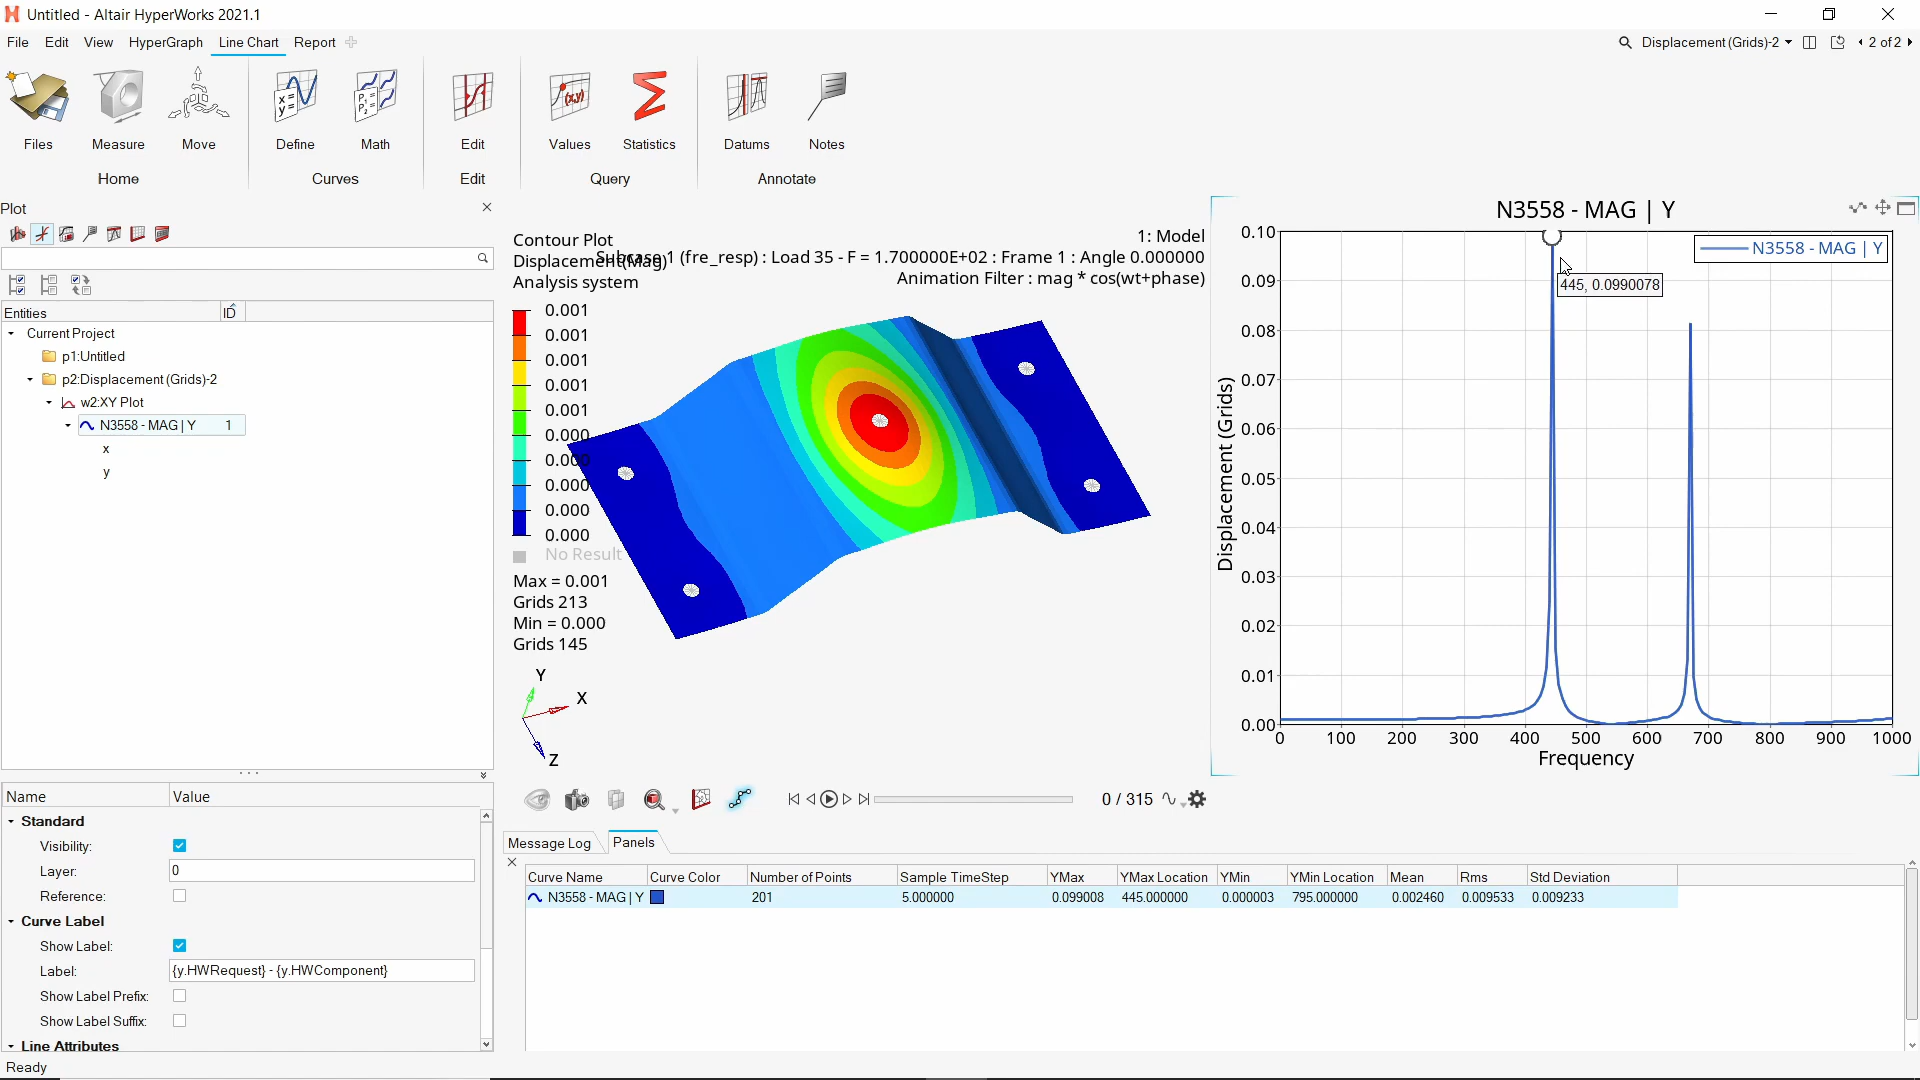 Untitled - Altair HyperWorks 2021.1
File Edit View HyperGraph Line Chart Report
Displacement (Grids)-2 2 of 2
Files Measure Move Define Math Edit Values Statistics Datums Notes
Home Curves Edit Query Annotate
Plot
Entities ID
Current Project
p1:Untitled
p2:Displacement (Grids)-2
w2:XY Plot
N3558 - MAG | Y 1
x
y
Name Value
Standard
Visibility:
Layer: 0
Reference:
Curve Label
Show Label:
Label: {y.HWRequest} - {y.HWComponent}
Show Label Prefix:
Show Label Suffix:
Line Attributes
Ready
Contour Plot
Displacement(Mag)
Analysis system
1: Model
Subcase 1 (fre_resp) : Load 35 - F = 1.700000E+02 : Frame 1 : Angle 0.000000
Animation Filter : mag * cos(wt+phase)
0.001
0.001
0.001
0.001
0.001
0.000
0.000
0.000
0.000
0.000
No Result
Max = 0.001
Grids 213
Min = 0.000
Grids 145
Y
X
Z
0 / 315
N3558 - MAG | Y
N3558 - MAG | Y
445, 0.0990078
Displacement (Grids)
0.10
0.09
0.08
0.07
0.06
0.05
0.04
0.03
0.02
0.01
0.00
0 100 200 300 400 500 600 700 800 900 1000
Frequency
Message Log Panels
Curve Name Curve Color Number of Points Sample TimeStep YMax YMax Location YMin YMin Location Mean Rms Std Deviation
N3558 - MAG | Y 201 5.000000 0.099008 445.000000 0.000003 795.000000 0.002460 0.009533 0.009233